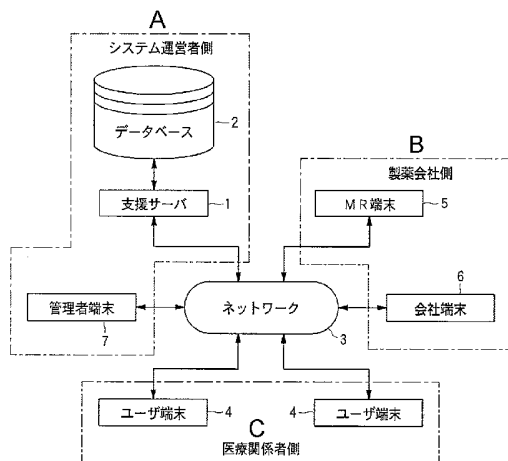 A
システム運営者側
データベース
2
支援サーバ
1
B
製薬会社側
MR端末
5
管理者端末
7
ネットワーク
3
6
会社端末
ユーザ端末
4
4
ユーザ端末
C
医療関係者側